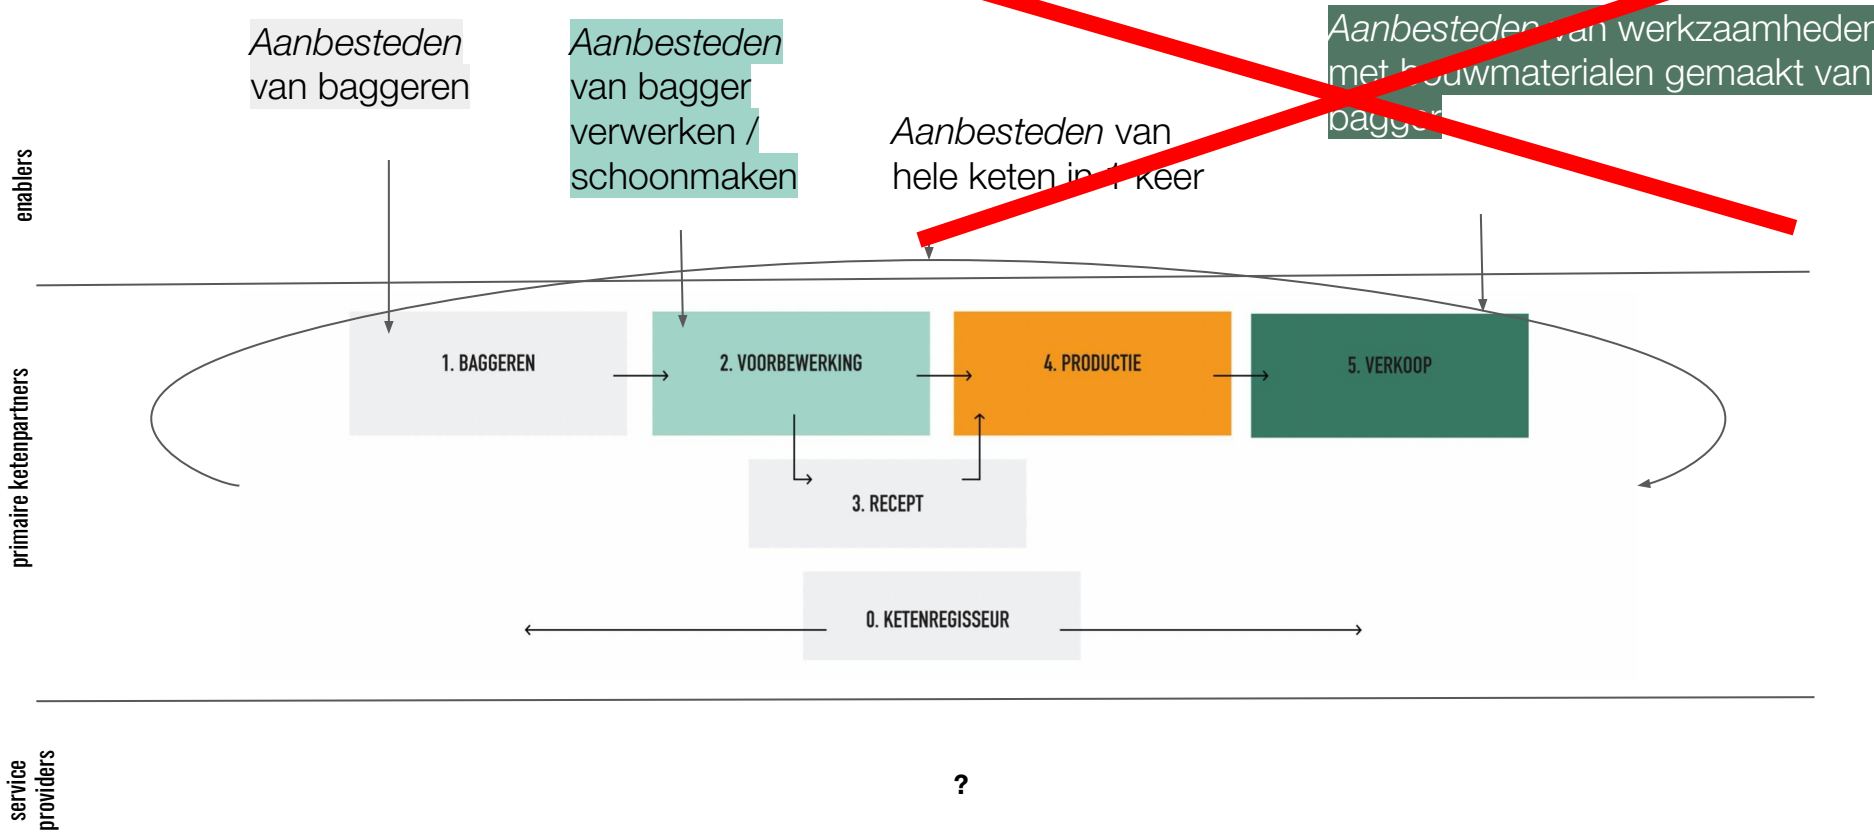 Aanbesteden
van baggeren
Aanbesteden
van bagger
verwerken /
schoonmaken
Aanbesteden van
hele keten in 1 keer
Aanbesteden van werkzaamheden
met bouwmaterialen gemaakt van
bagger
enablers
primaire ketenpartners
1. BAGGEREN
2. VOORBEWERKING
4. PRODUCTIE
5. VERKOOP
3. RECEPT
0. KETENREGISSEUR
service
providers
?